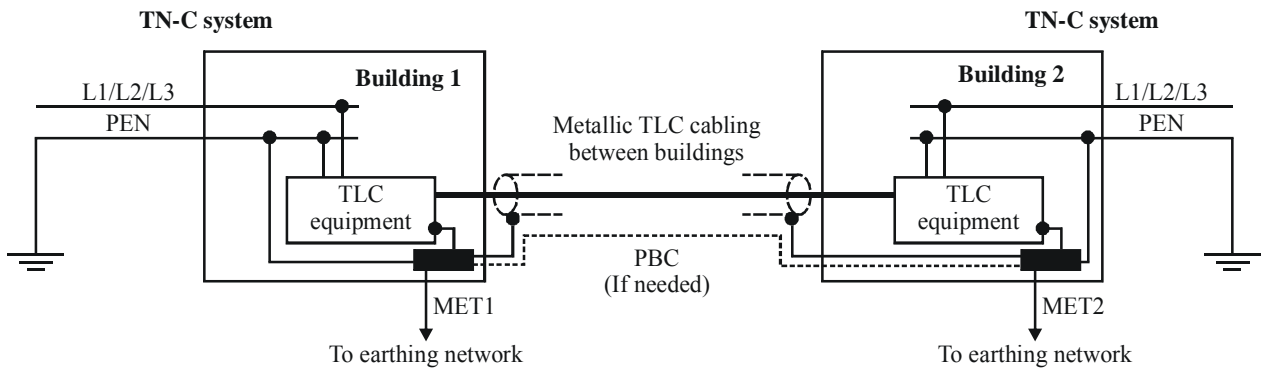 TN-C system
TN-C system
Building 1
Building 2
L1/L2/L3
L1/L2/L3
PEN
PEN
Metallic TLC cabling
between buildings
TLC
equipment
TLC
equipment
PBC
(If needed)
MET1
MET2
To earthing network
To earthing network